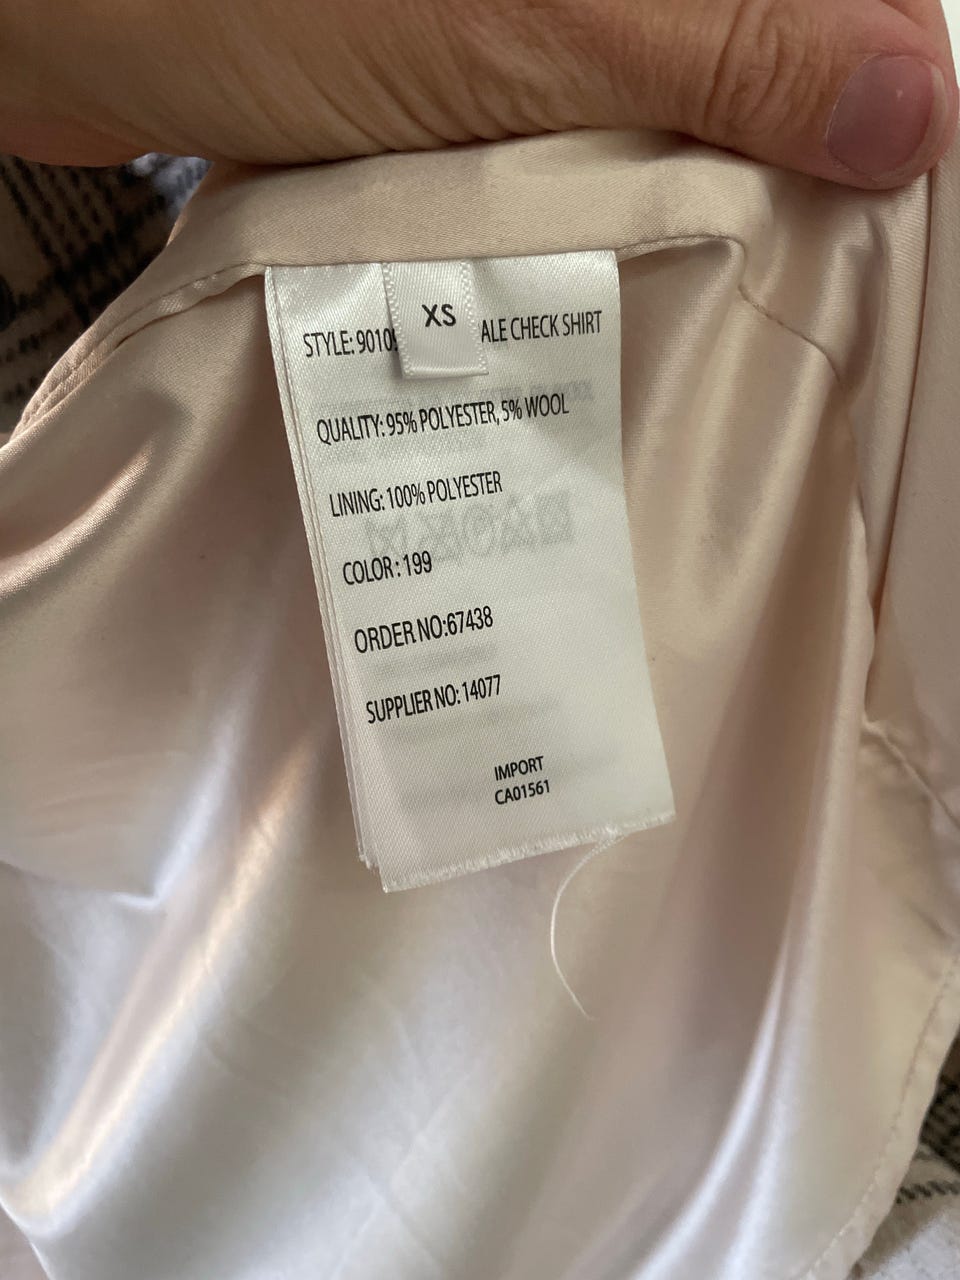 XS
STYLE: 9010 ALE CHECK SHIRT
QUALITY: 95% POLYESTER, 5% WOOL
LINING: 100% POLYESTER
COLOR: 199
ORDER NO:67438
SUPPLIER NO: 14077
IMPORT
CA01561